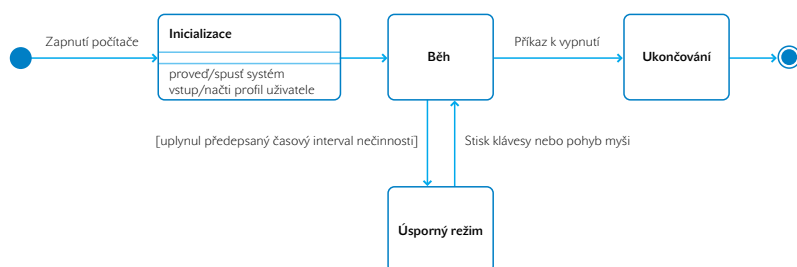 Zapnutí počítače
Inicializace
proveď/spusť systém
vstup/načti profil uživatele
Běh
Příkaz k vypnutí
Ukončování
[uplynul předepsaný časový interval nečinnosti]
Stisk klávesy nebo pohyb myši
Úsporný režim